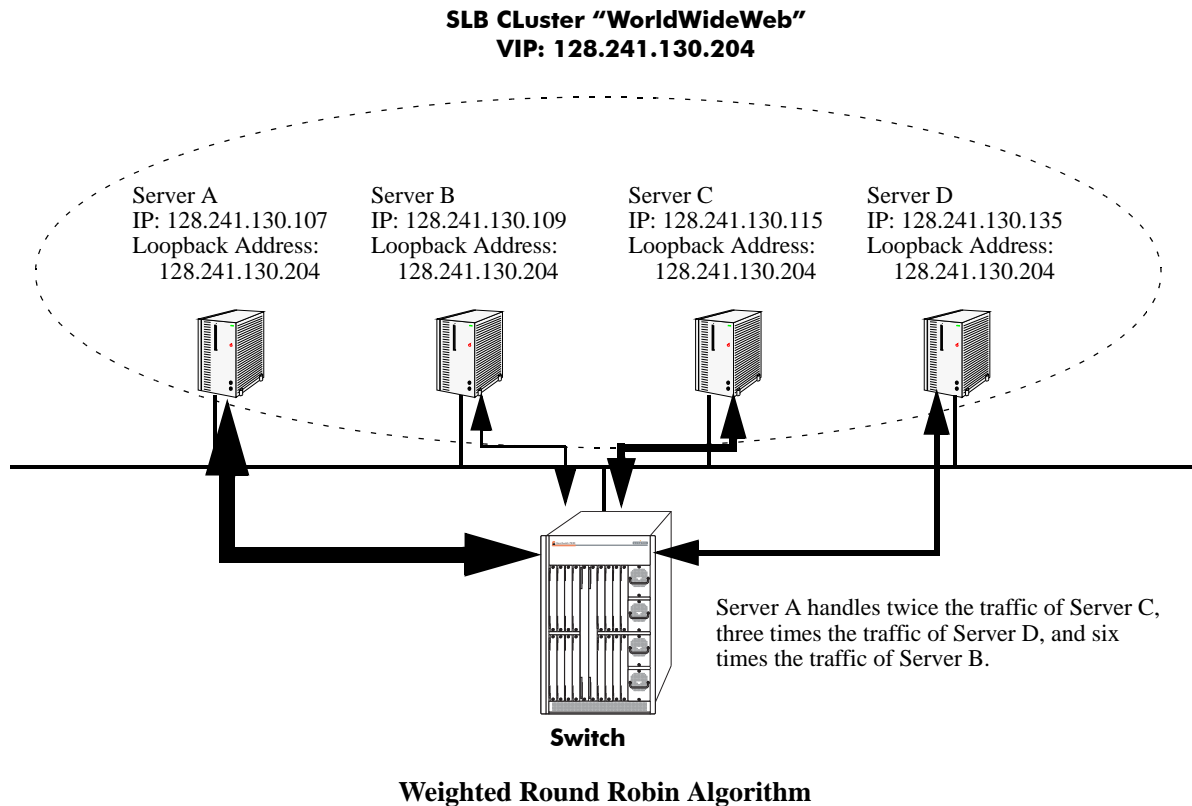 SLB CLuster “WorldWideWeb”
VIP: 128.241.130.204
Server A
IP: 128.241.130.107
Loopback Address:
128.241.130.204
Server B
IP: 128.241.130.109
Loopback Address:
128.241.130.204
Server C
IP: 128.241.130.115
Loopback Address:
128.241.130.204
Server D
IP: 128.241.130.135
Loopback Address:
128.241.130.204
Server A handles twice the traffic of Server C,
three times the traffic of Server D, and six
times the traffic of Server B.
Switch
Weighted Round Robin Algorithm